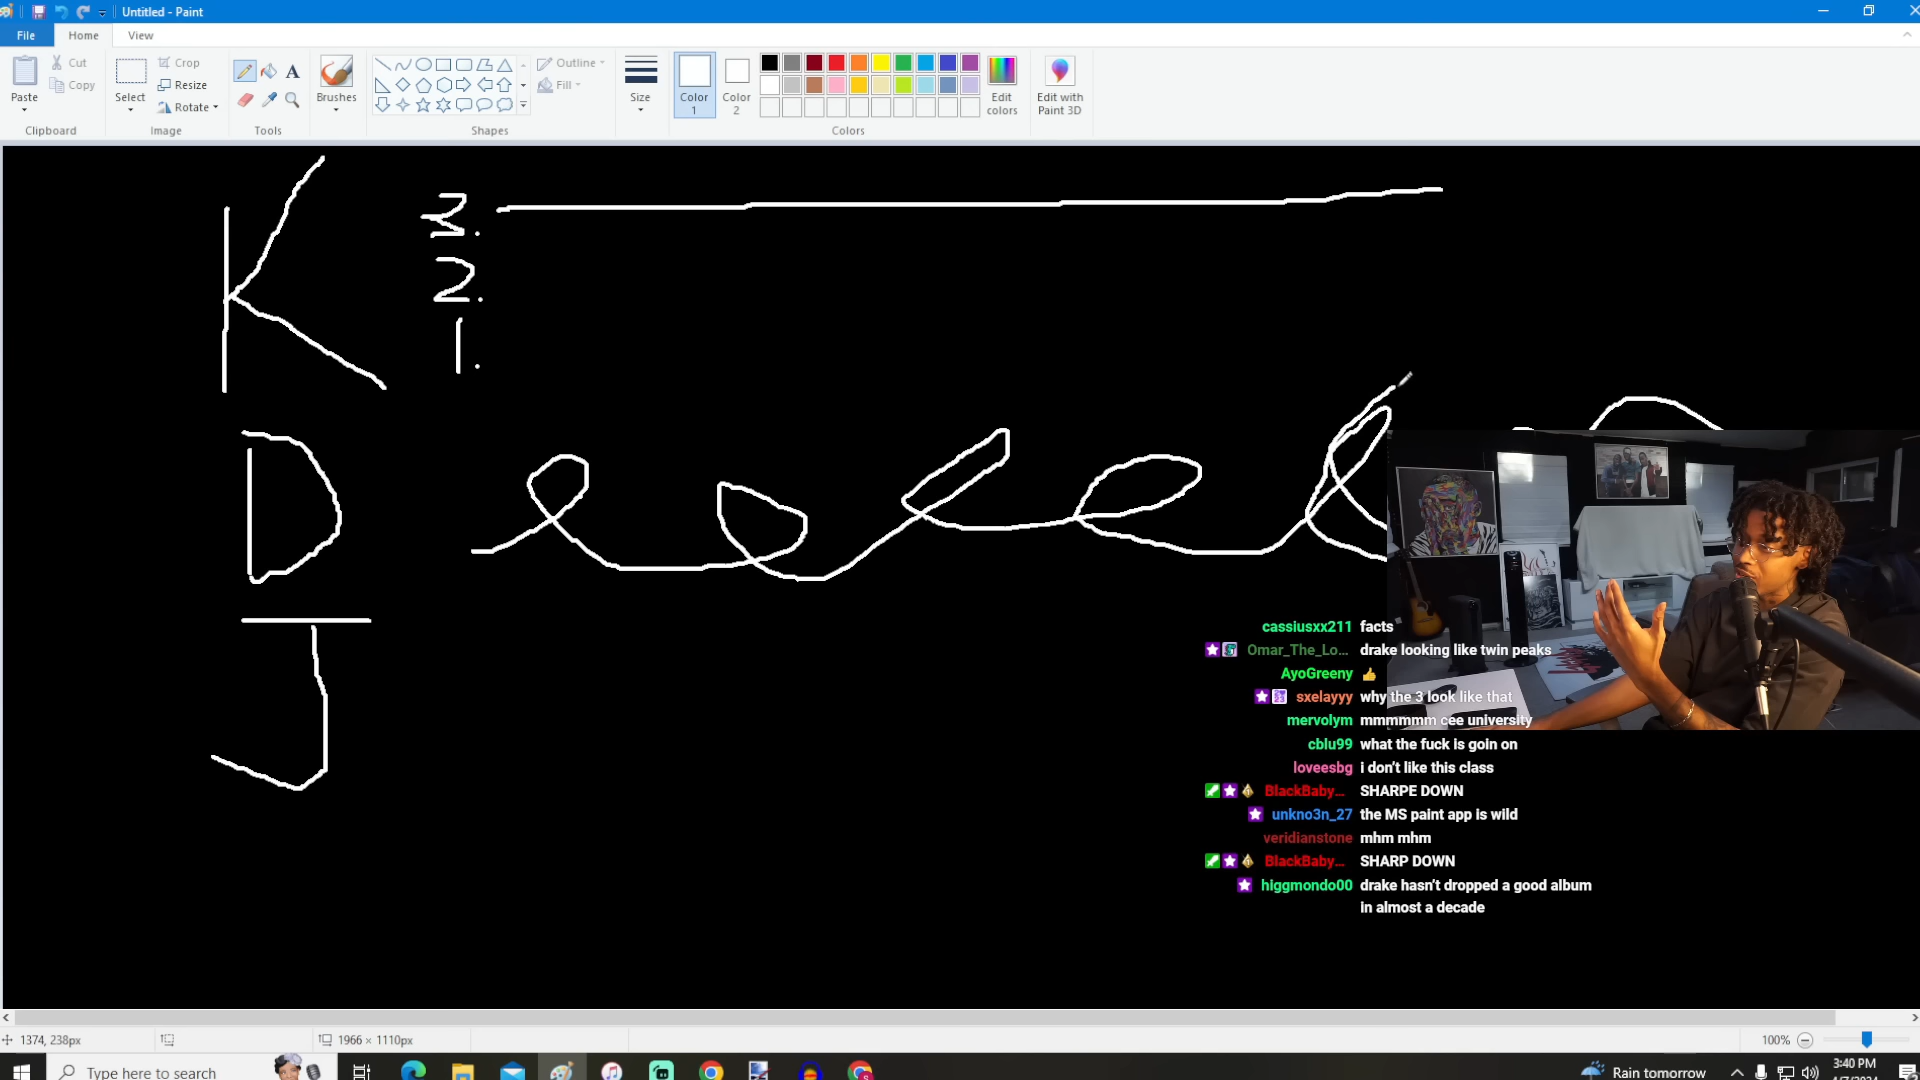 Untitled - Paint
File Home View
Paste
Cut
Copy
Clipboard
Select
Crop
Resize
Rotate
Image
A
Tools
Brushes
Shapes
Outline
Fill
Size
Color 1
Color 2
Colors
Edit colors
Edit with Paint 3D
K
3.
2.
1.
D
J
cassiusxx211 facts
Omar_The_Lo... drake looking like twin peaks
AyoGreeny 👍
sxelayyy why the 3 look like that
mervolym mmmmmm cee university
cblu99 what the fuck is goin on
loveesbg i don't like this class
BlackBaby... SHARPE DOWN
unkno3n_27 the MS paint app is wild
veridianstone mhm mhm
BlackBaby... SHARP DOWN
higgmondo00 drake hasn't dropped a good album
in almost a decade
1374, 238px
1966 × 1110px
100%
Type here to search
Rain tomorrow
3:40 PM